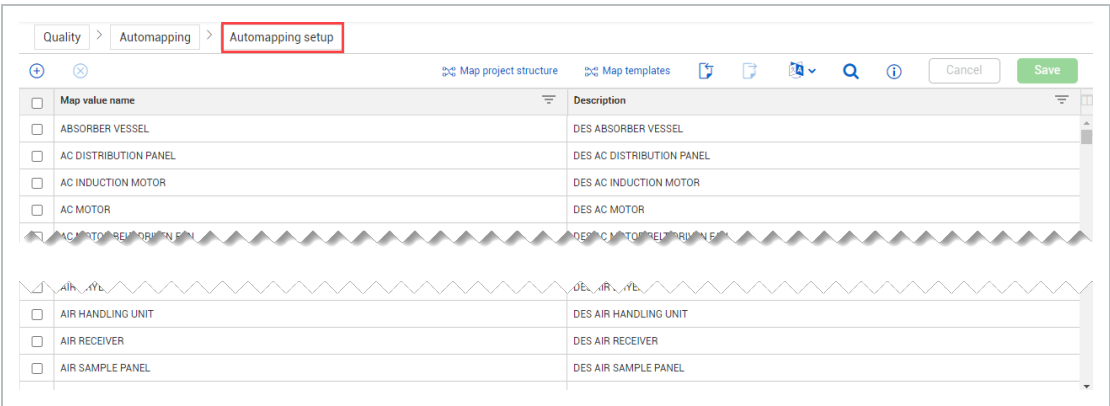 Quality > Automapping > Automapping setup
Map project structure Map templates Cancel Save
Map value name Description
ABSORBER VESSEL DES ABSORBER VESSEL
AC DISTRIBUTION PANEL DES AC DISTRIBUTION PANEL
AC INDUCTION MOTOR DES AC INDUCTION MOTOR
AC MOTOR DES AC MOTOR
AIR HANDLING UNIT DES AIR HANDLING UNIT
AIR RECEIVER DES AIR RECEIVER
AIR SAMPLE PANEL DES AIR SAMPLE PANEL